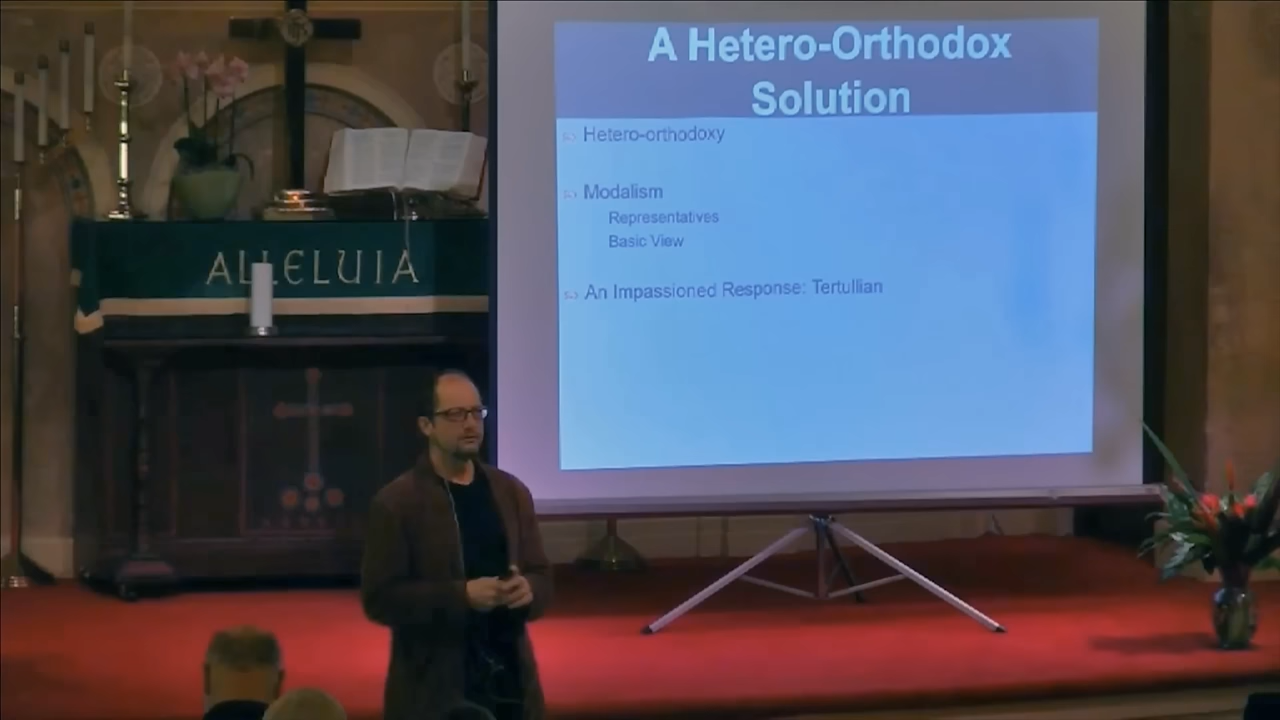 A Hetero-Orthodox
Solution
Hetero-orthodoxy
Modalism
Representatives
Basic View
An Impassioned Response: Tertullian
ALLELUIA